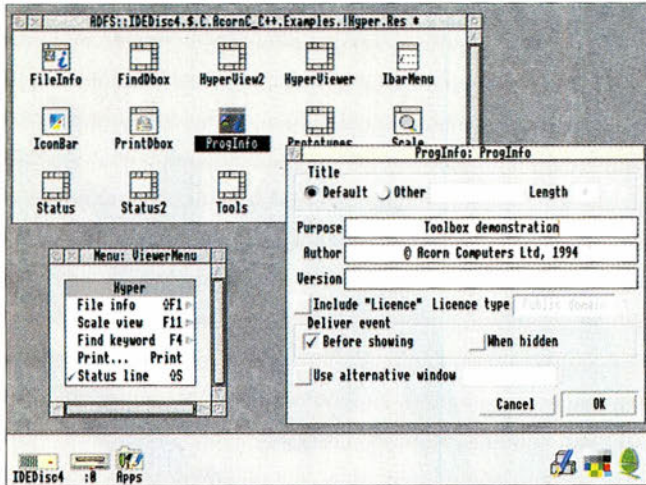 ADFS::IDEDisc4.$.C.AcornC_C++.Examples.!Hyper.Res *
FileInfo FindDbox HyperView2 HyperViewer IbarMenu
IconBar PrintDbox ProgInfo Prototypes Scale
Status Status2 Tools
ProgInfo: ProgInfo
Title
Default Other Length
Purpose Toolbox demonstration
Author © Acorn Computers Ltd, 1994
Version
Include "Licence" Licence type Public domain
Deliver event
Before showing When hidden
Use alternative window
Cancel OK
Menu: ViewerMenu
Hyper
File info ⇧F1
Scale view F11
Find keyword F4
Print... Print
✓Status line ⇧S
IDEDisc4 :0 Apps